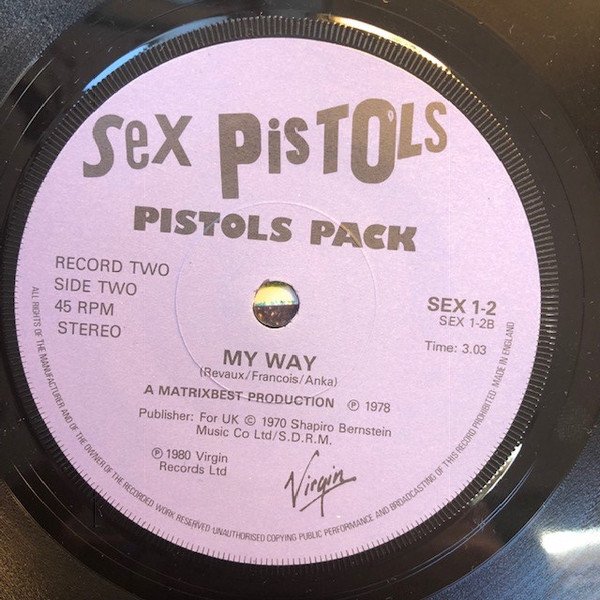 Sex PisTOLS
PISTOLS PACK
RECORD TWO
SIDE TWO
45 RPM
STEREO
SEX 1-2
SEX 1-2B
Time: 3.03
MY WAY
(Revaux/Francois/Anka)
A MATRIXBEST PRODUCTION ℗ 1978
Publisher: For UK © 1970 Shapiro Bernstein
Music Co Ltd/S.D.R.M.
℗ 1980 Virgin
Records Ltd
Virgin
ALL RIGHTS OF THE MANUFACTURER AND OF THE OWNER OF THE RECORDED WORK RESERVED · UNAUTHORISED COPYING PUBLIC PERFORMANCE AND BROADCASTING OF THIS RECORD PROHIBITED · MADE IN ENGLAND